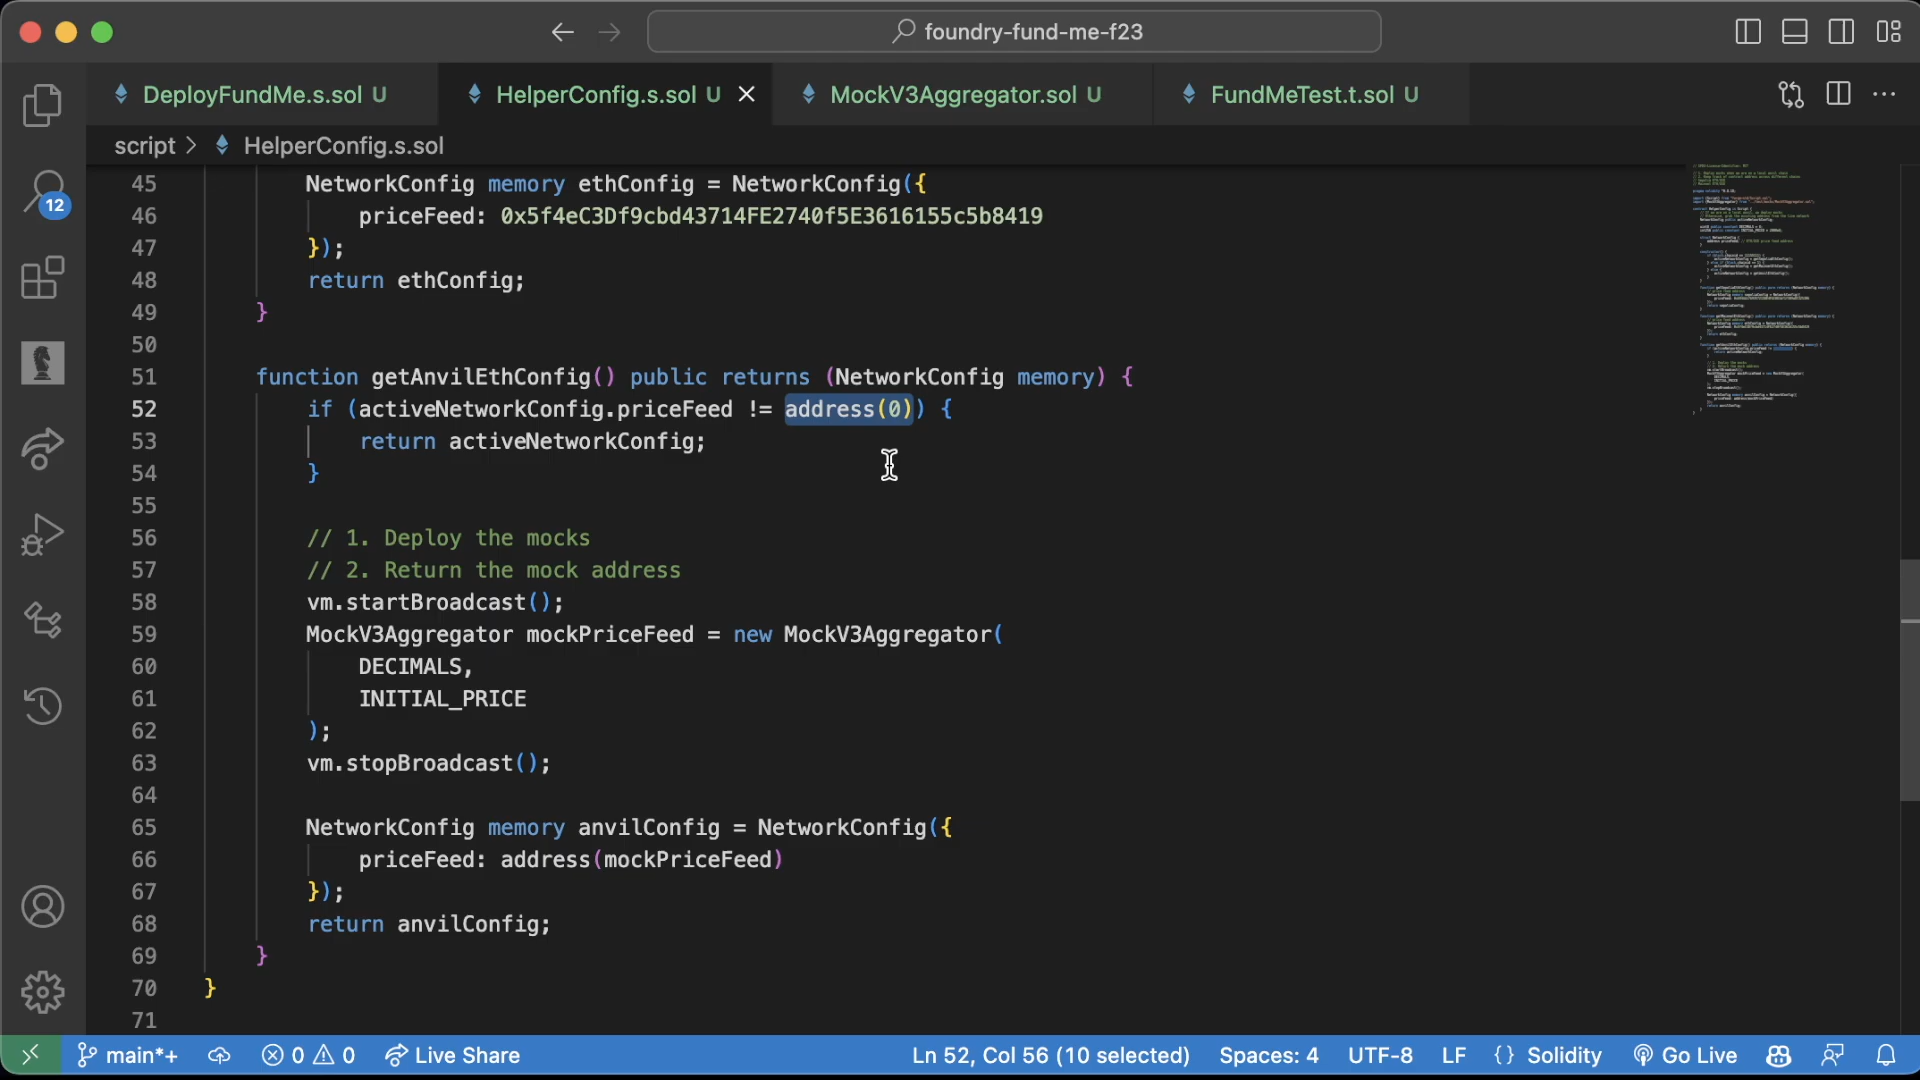 foundry-fund-me-f23
DeployFundMe.s.sol U
HelperConfig.s.sol U
MockV3Aggregator.sol U
FundMeTest.t.sol U
script > HelperConfig.s.sol
12
45 NetworkConfig memory ethConfig = NetworkConfig({
46 priceFeed: 0x5f4eC3Df9cbd43714FE2740f5E3616155c5b8419
47 });
48 return ethConfig;
49 }
50
51 function getAnvilEthConfig() public returns (NetworkConfig memory) {
52 if (activeNetworkConfig.priceFeed != address(0)) {
53 return activeNetworkConfig;
54 }
55
56 // 1. Deploy the mocks
57 // 2. Return the mock address
58 vm.startBroadcast();
59 MockV3Aggregator mockPriceFeed = new MockV3Aggregator(
60 DECIMALS,
61 INITIAL_PRICE
62 );
63 vm.stopBroadcast();
64
65 NetworkConfig memory anvilConfig = NetworkConfig({
66 priceFeed: address(mockPriceFeed)
67 });
68 return anvilConfig;
69 }
70 }
71
main*+ 0 0 Live Share Ln 52, Col 56 (10 selected) Spaces: 4 UTF-8 LF {} Solidity Go Live